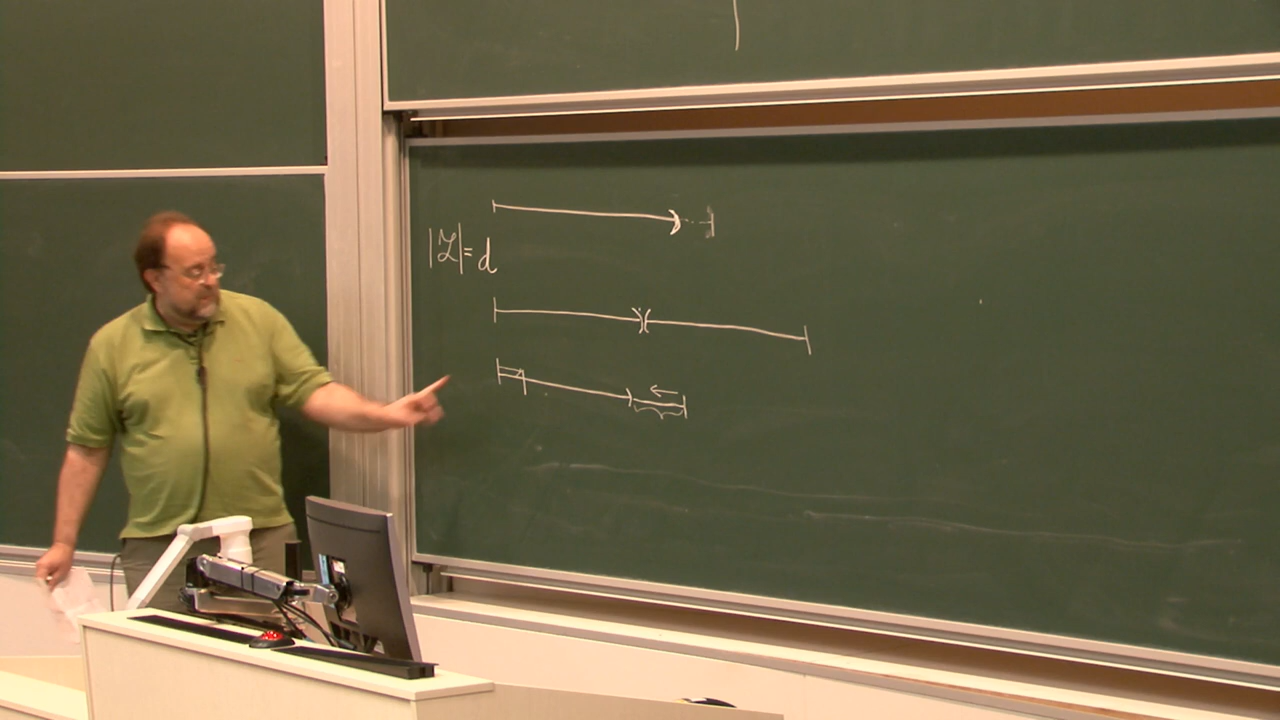 |𝒵| = d